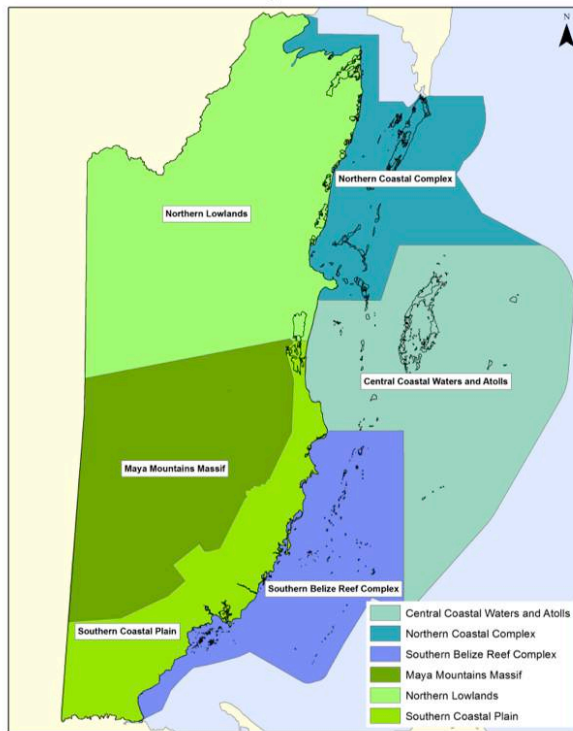 N
Northern Coastal Complex
Northern Lowlands
Central Coastal Waters and Atolls
Maya Mountains Massif
Southern Belize Reef Complex
Southern Coastal Plain
Central Coastal Waters and Atolls
Northern Coastal Complex
Southern Belize Reef Complex
Maya Mountains Massif
Northern Lowlands
Southern Coastal Plain